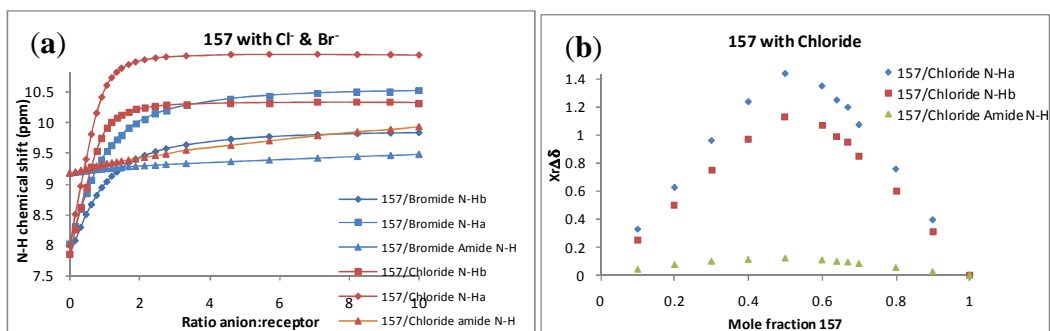 (a)
157 with Cl- & Br-
N-H chemical shift (ppm)
10.5
10
9.5
9
8.5
8
7.5
0
2
4
6
8
10
Ratio anion:receptor
157/Bromide N-Hb
157/Bromide N-Ha
157/Bromide Amide N-H
157/Chloride N-Hb
157/Chloride N-Ha
157/Chloride amide N-H
(b)
157 with Chloride
XrΔδ
1.4
1.2
1
0.8
0.6
0.4
0.2
0
0
0.2
0.4
0.6
0.8
1
Mole fraction 157
157/Chloride N-Ha
157/Chloride N-Hb
157/Chloride Amide N-H